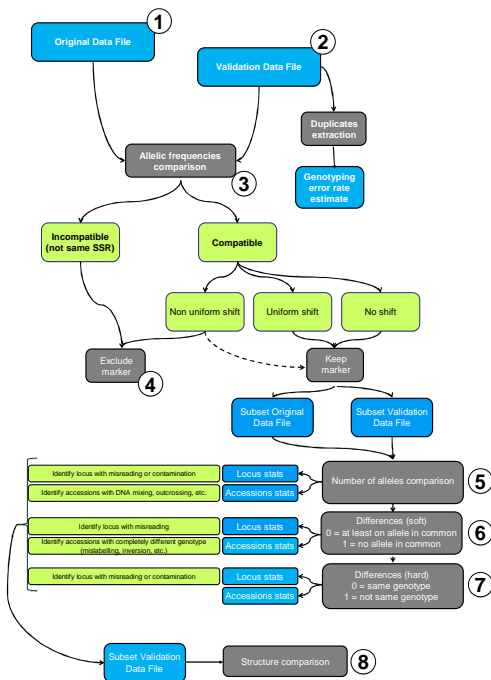 1
Original Data File
2
Validation Data File
Duplicates
extraction
Allelic frequencies
comparison
3
Genotyping
error rate
estimate
Incompatible
(not same SSR)
Compatible
Non uniform shift
Uniform shift
No shift
Exclude
marker
4
Keep
marker
Subset Original
Data File
Subset Validation
Data File
Identify locus with misreading or contamination
Locus stats
Number of alleles comparison
5
Identify accessions with DNA mixing, outcrossing, etc.
Accessions stats
Identify locus with misreading
Locus stats
Differences (soft)
0 = at least on allele in common
1 = no allele in common
6
Identify accessions with completely different genotype
(mislabelling, inversion, etc.)
Accessions stats
Identify locus with misreading or contamination
Locus stats
Differences (hard)
0 = same genotype
1 = not same genotype
7
Accessions stats
Subset Validation
Data File
Structure comparison
8